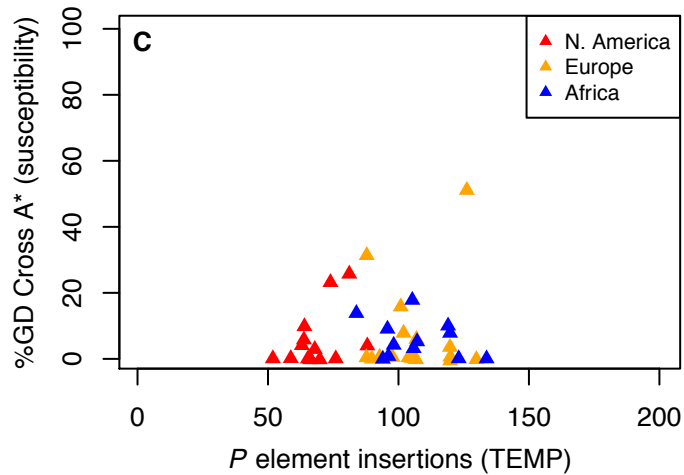 C
N. America
Europe
Africa
%GD Cross A* (susceptibility)
100
80
60
40
20
0
0 50 100 150 200
P element insertions (TEMP)